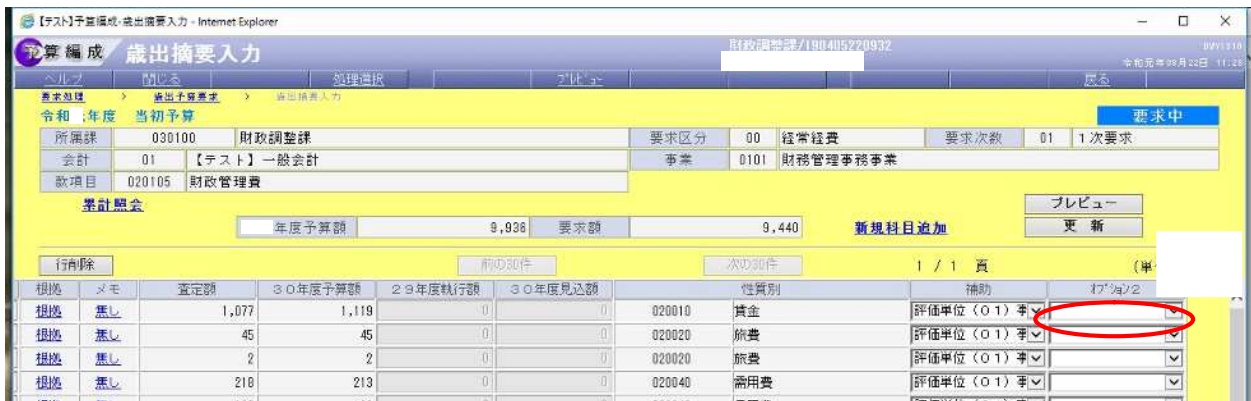 【テスト】予算編成-歳出摘要入力 - Internet Explorer
予算編成 歳出摘要入力 財政調整課/190405220932
令和元年08月22日 11:28
ヘルプ 閉じる 処理選択 プレビュー 戻る
要求処理 > 歳出予算要求 > 歳出摘要入力
令和 年度 当初予算 要求中
所属課 030100 財政調整課 要求区分 00 経常経費 要求次数 01 1次要求
会計 01 【テスト】一般会計 事業 0101 財務管理事務事業
款項目 020105 財政管理費
累計照会 プレビュー
年度予算額 9,936 要求額 9,440 新規科目追加 更 新
行削除 前の30件 次の30件 1 / 1 頁 (単
根拠 メモ 査定額 30年度予算額 29年度執行額 30年度見込額 性質別 補助 オプション2
根拠 無し 1,077 1,119 0 0 020010 賃金 評価単位(01)事
根拠 無し 45 45 0 0 020020 旅費 評価単位(01)事
根拠 無し 2 2 0 0 020020 旅費 評価単位(01)事
根拠 無し 218 213 0 0 020040 需用費 評価単位(01)事